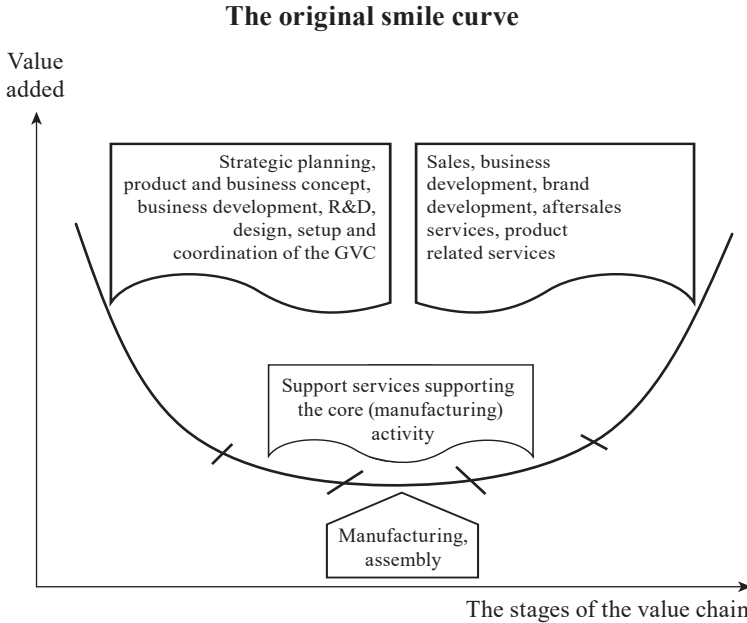 The original smile curve
Value
added
Strategic planning,
product and business concept,
business development, R&D,
design, setup and
coordination of the GVC
Sales, business
development, brand
development, aftersales
services, product
related services
Support services supporting
the core (manufacturing)
activity
Manufacturing,
assembly
The stages of the value chain